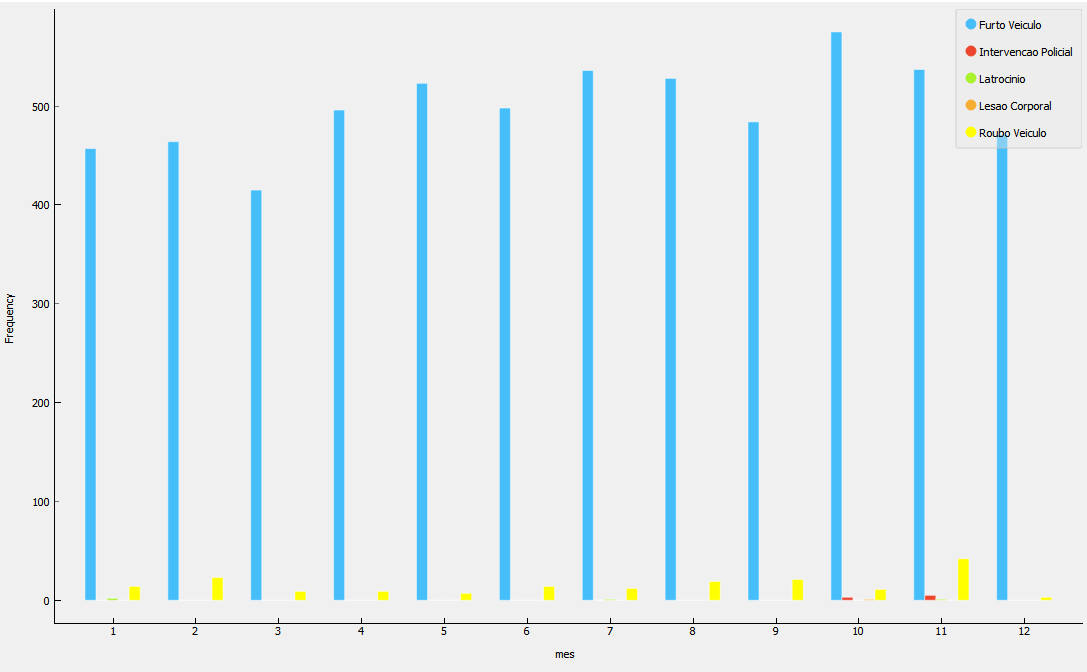 Furto Veiculo
Intervencao Policial
Latrocinio
Lesao Corporal
Roubo Veiculo
500
400
300
200
100
0
Frequency
1 2 3 4 5 6 7 8 9 10 11 12
mes